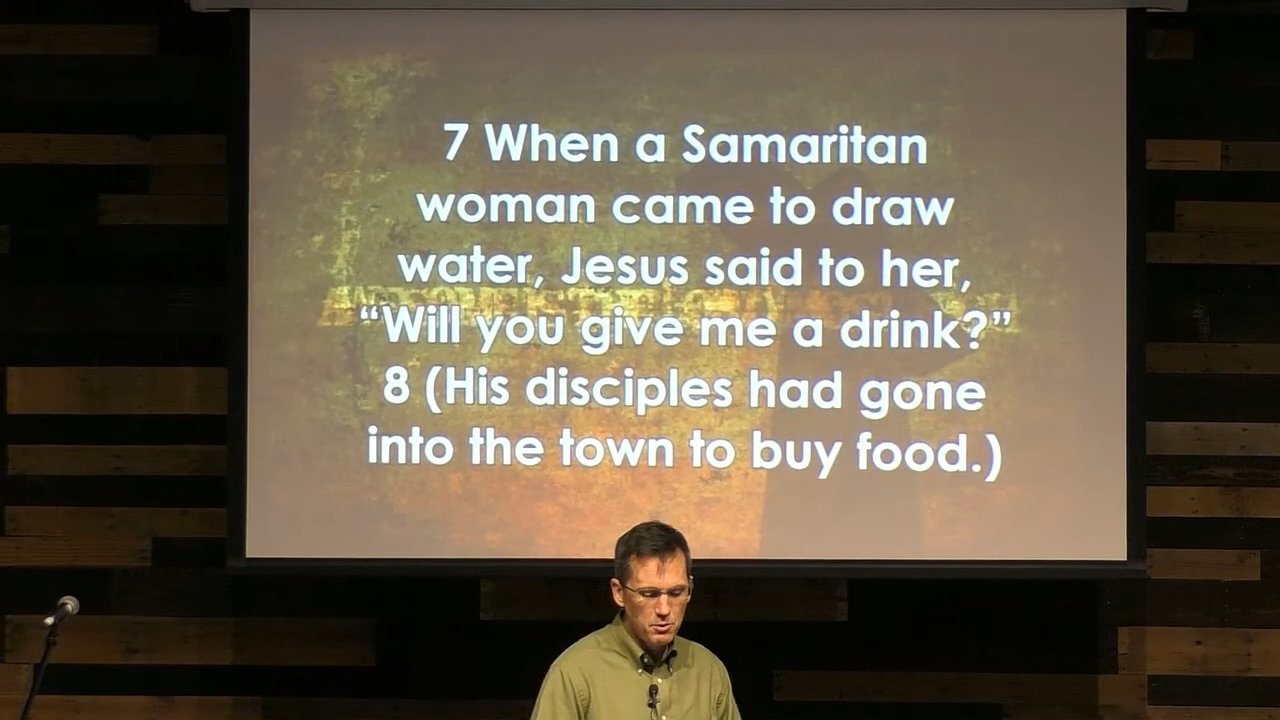 7 When a Samaritan
woman came to draw
water, Jesus said to her,
“Will you give me a drink?”
8 (His disciples had gone
into the town to buy food.)